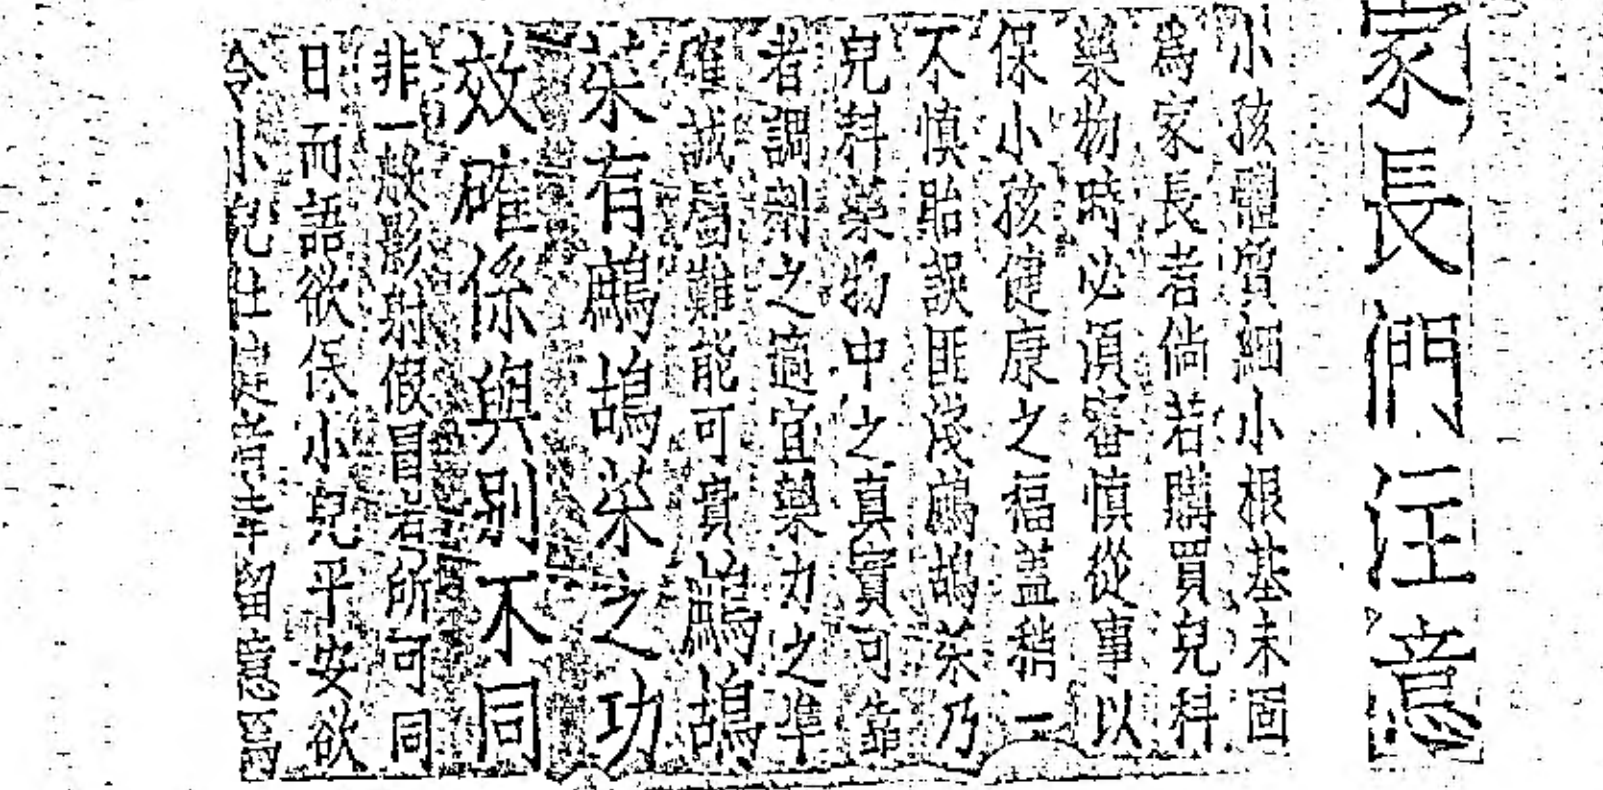 家長們注意
小孩體質細小根基未固
為家長者倘若購買兒科
藥物時必須審慎從事以
保小孩健康之福盖稍一
不慎貽誤匪淺鷓鴣菜乃
兒科藥物中之真實可靠
者調劑之適宜藥力之準
確誠屬難能可貴鷓鴣
菜有鷓鴣菜之功
效確係與別不同
非一般影射假冒者所可同
日而語欲保小兒平安欲
令小兒壯健者幸留意焉